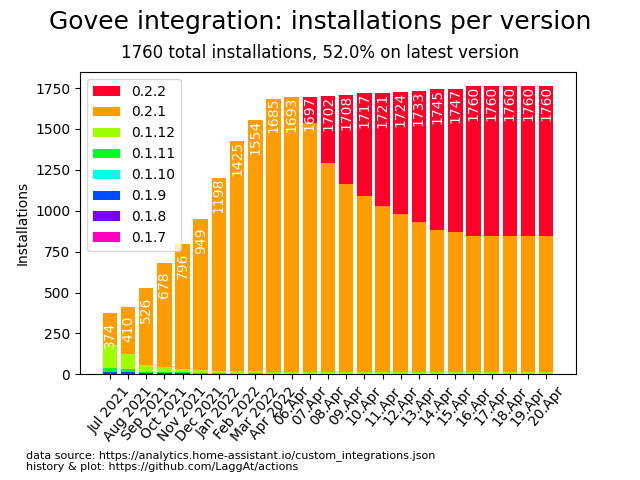 Govee integration: installations per version
1760 total installations, 52.0% on latest version
Installations
1750
1500
1250
1000
750
500
250
0
0.2.2
0.2.1
0.1.12
0.1.11
0.1.10
0.1.9
0.1.8
0.1.7
374
410
526
678
796
949
1198
1425
1554
1685
1693
1697
1702
1708
1717
1721
1724
1733
1745
1747
1760
1760
1760
1760
1760
Jul 2021
Aug 2021
Sep 2021
Oct 2021
Nov 2021
Dec 2021
Jan 2022
Feb 2022
Mar 2022
Apr 2022
06.Apr
07.Apr
08.Apr
09.Apr
10.Apr
11.Apr
12.Apr
13.Apr
14.Apr
15.Apr
16.Apr
17.Apr
18.Apr
19.Apr
20.Apr
data source: https://analytics.home-assistant.io/custom_integrations.json
history & plot: https://github.com/LaggAt/actions